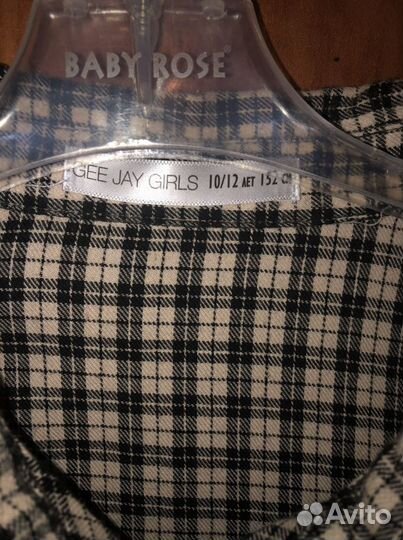 BABY ROSE®
GEE JAY GIRLS 10/12 ЛЕТ 152 СМ
Avito